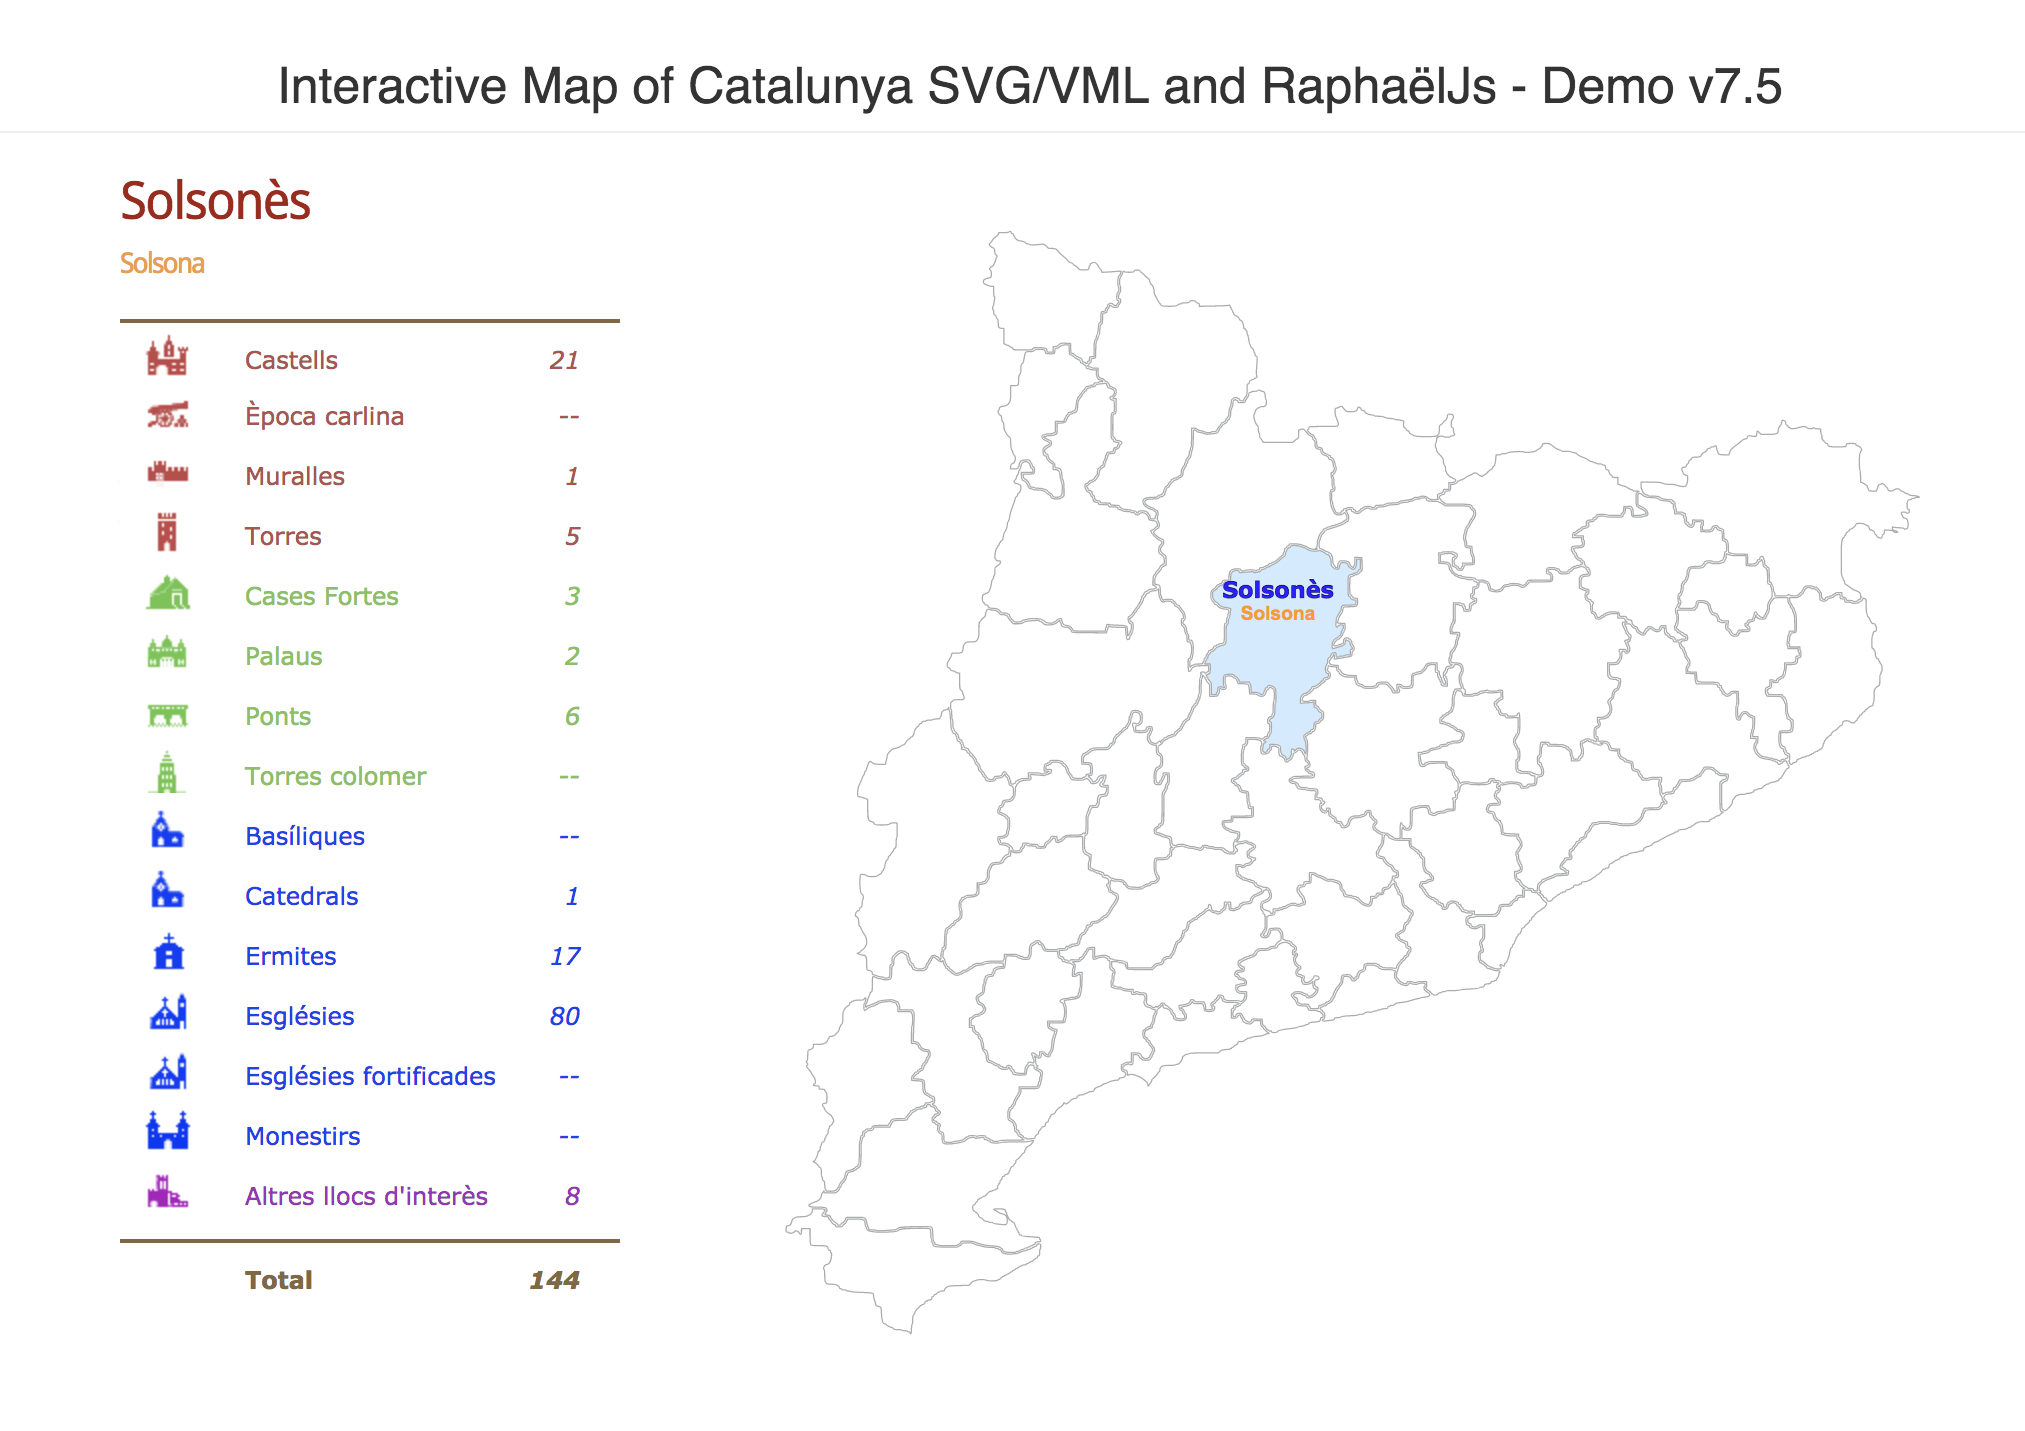 Interactive Map of Catalunya SVG/VML and RaphaëlJs - Demo v7.5
Solsonès
Solsona
Castells 21
Època carlina --
Muralles 1
Torres 5
Cases Fortes 3
Palaus 2
Ponts 6
Torres colomer --
Basíliques --
Catedrals 1
Ermites 17
Esglésies 80
Esglésies fortificades --
Monestirs --
Altres llocs d'interès 8
Total 144
Solsonès
Solsona